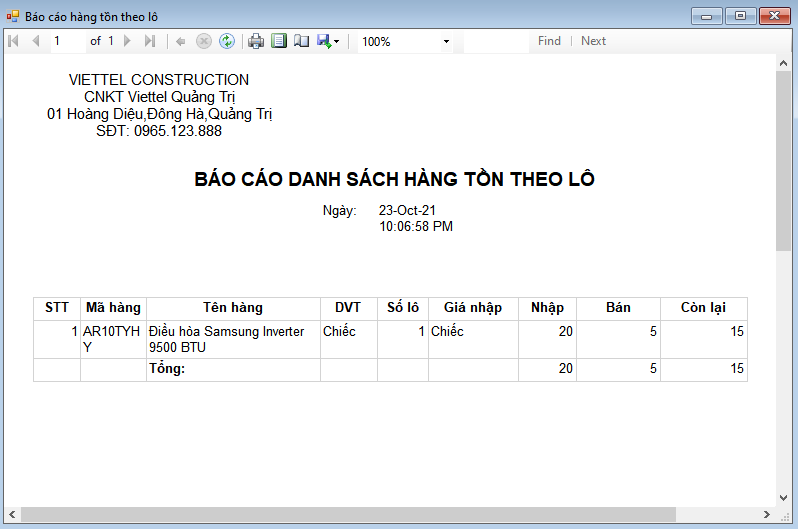 Báo cáo hàng tồn theo lô
1 of 1 100% Find | Next
VIETTEL CONSTRUCTION
CNKT Viettel Quảng Trị
01 Hoàng Diệu,Đông Hà,Quảng Trị
SĐT: 0965.123.888
BÁO CÁO DANH SÁCH HÀNG TỒN THEO LÔ
Ngày: 23-Oct-21
10:06:58 PM
STT Mã hàng Tên hàng DVT Số lô Giá nhập Nhập Bán Còn lại
1 AR10TYH Điều hòa Samsung Inverter Chiếc 1 Chiếc 20 5 15
Y 9500 BTU
Tổng: 20 5 15